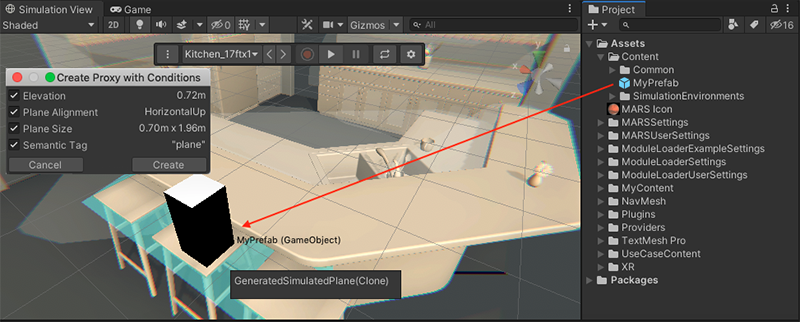 Simulation View
Game
Shaded
2D
0
Gizmos
All
Kitchen_17ftx1
Create Proxy with Conditions
Elevation 0.72m
Plane Alignment HorizontalUp
Plane Size 0.70m x 1.96m
Semantic Tag "plane"
Cancel Create
MyPrefab (GameObject)
GeneratedSimulatedPlane(Clone)
Project
16
Assets
Content
Common
MyPrefab
SimulationEnvironments
MARS Icon
MARSSettings
MARSUserSettings
ModuleLoaderExampleSettings
ModuleLoaderSettings
ModuleLoaderUserSettings
MyContent
NavMesh
Plugins
Providers
TextMesh Pro
UseCaseContent
XR
Packages